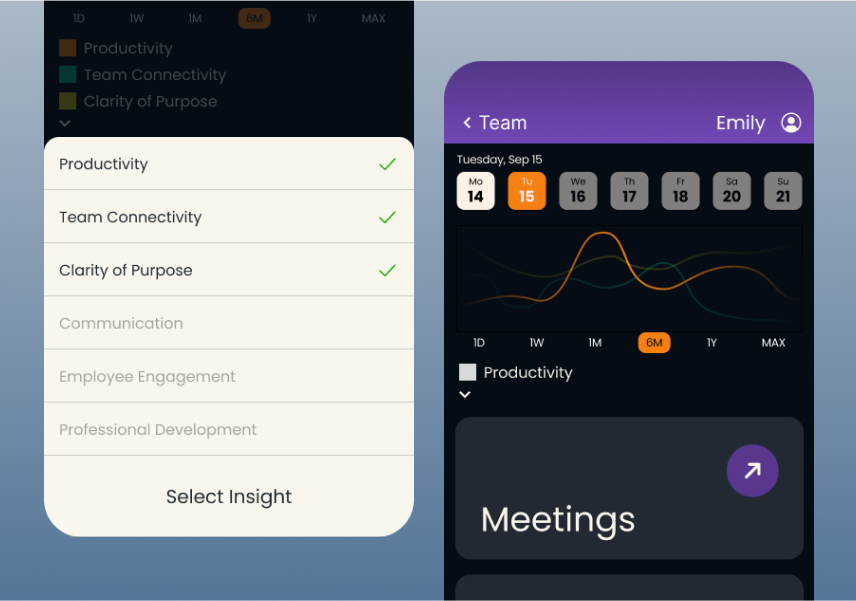 1D 1W 1M 6M 1Y MAX
Productivity
Team Connectivity
Clarity of Purpose
Productivity
Team Connectivity
Clarity of Purpose
Communication
Employee Engagement
Professional Development
Select Insight
Team Emily
Tuesday, Sep 15
Mo Tu We Th Fr Sa Su
14 15 16 17 18 20 21
1D 1W 1M 6M 1Y MAX
Productivity
Meetings